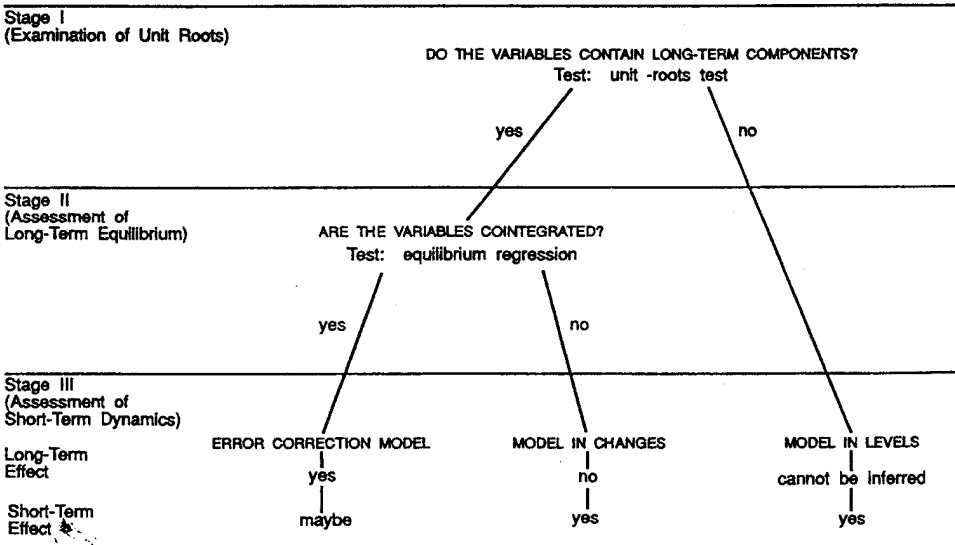 Stage I
(Examination of Unit Roots)
DO THE VARIABLES CONTAIN LONG-TERM COMPONENTS?
Test: unit -roots test
yes
no
Stage II
(Assessment of
Long-Term Equilibrium)
ARE THE VARIABLES COINTEGRATED?
Test: equilibrium regression
yes
no
Stage III
(Assessment of
Short-Term Dynamics)
ERROR CORRECTION MODEL
MODEL IN CHANGES
MODEL IN LEVELS
Long-Term
Effect
yes
no
cannot be inferred
Short-Term
Effect
maybe
yes
yes